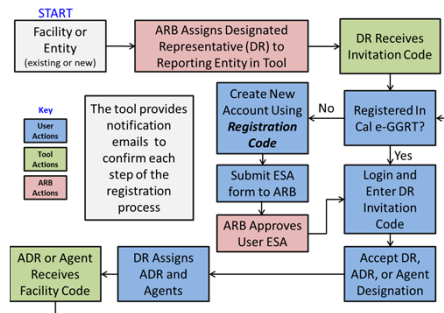 START
Facility or
Entity
(existing or new)
ARB Assigns Designated
Representative (DR) to
Reporting Entity in Tool
DR Receives
Invitation Code
Key
User
Actions
Tool
Actions
ARB
Actions
The tool provides
notification
emails to
confirm each
step of the
registration
process
Create New
Account Using
Registration
Code
No
Registered In
Cal e-GGRT?
Yes
Submit ESA
form to ARB
Login and
Enter DR
Invitation
Code
ARB Approves
User ESA
ADR or Agent
Receives
Facility Code
DR Assigns
ADR and
Agents
Accept DR,
ADR, or Agent
Designation